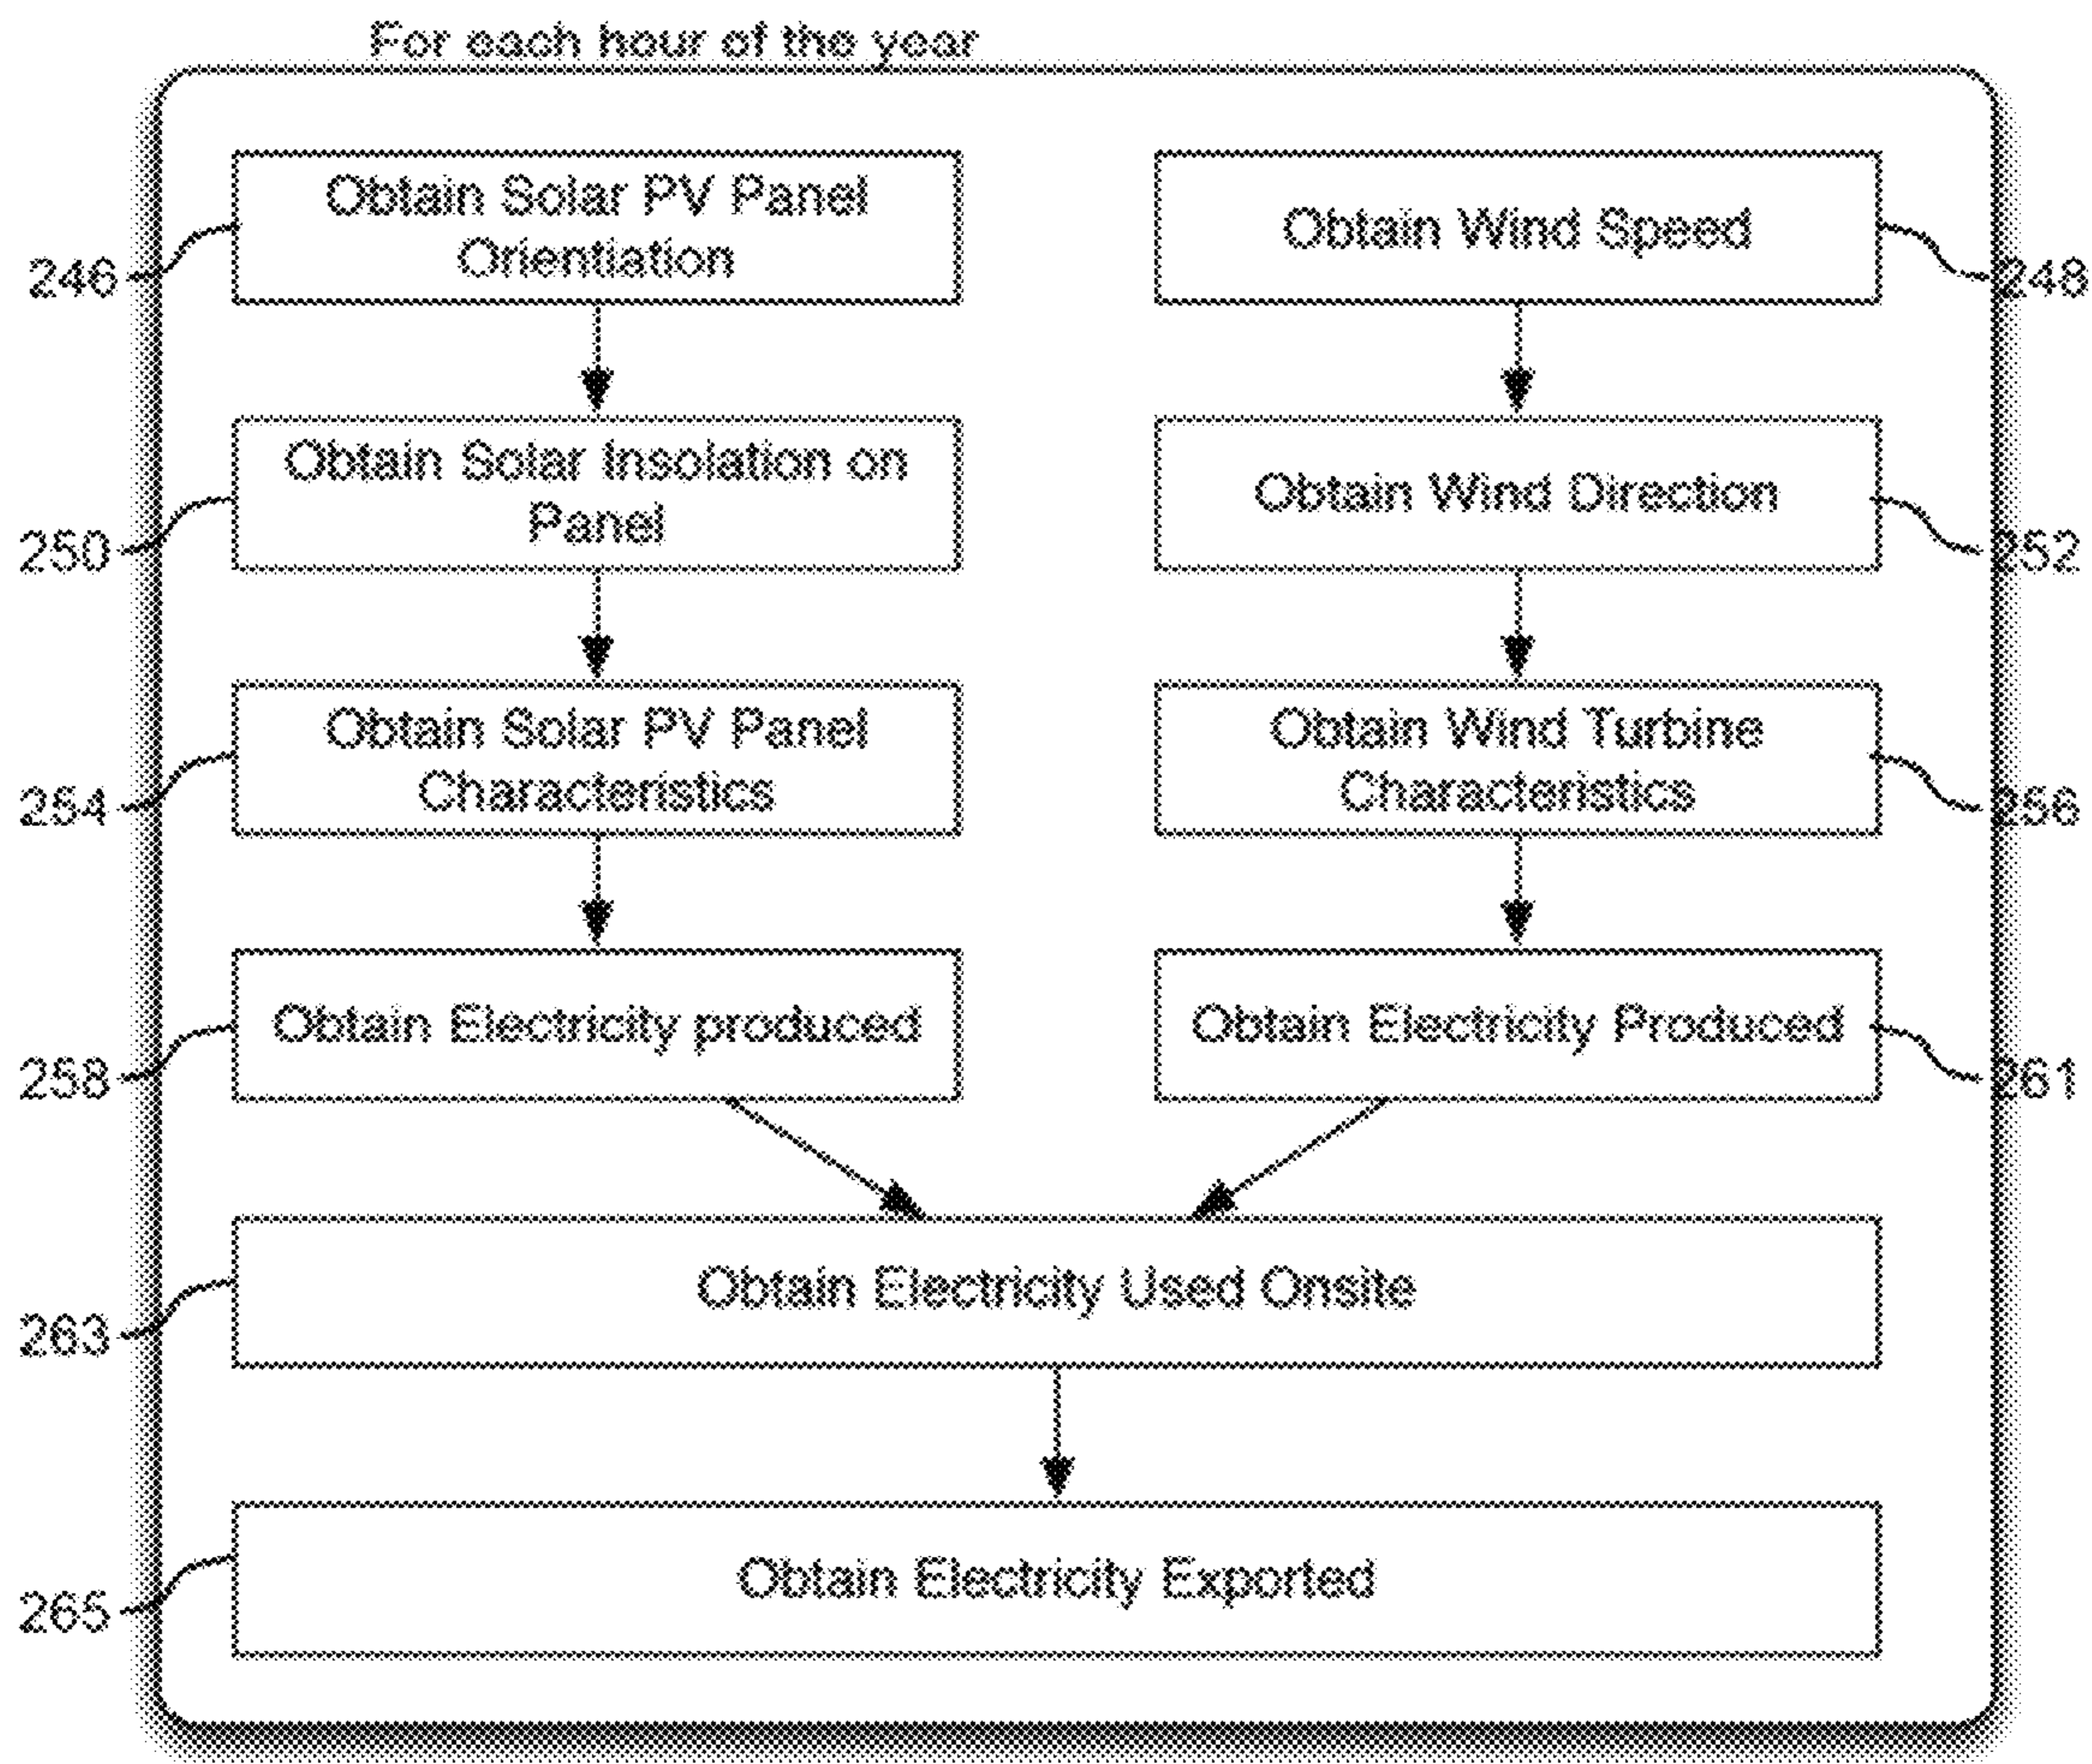 For each hour of the year
Obtain Solar PV Panel
Orientiation
246
Obtain Wind Speed
248
Obtain Solar Insolation on
Panel
250
Obtain Wind Direction
252
Obtain Solar PV Panel
Characteristics
254
Obtain Wind Turbine
Characteristics
256
Obtain Electricity produced
258
Obtain Electricity Produced
261
Obtain Electricity Used Onsite
263
Obtain Electricity Exported
265